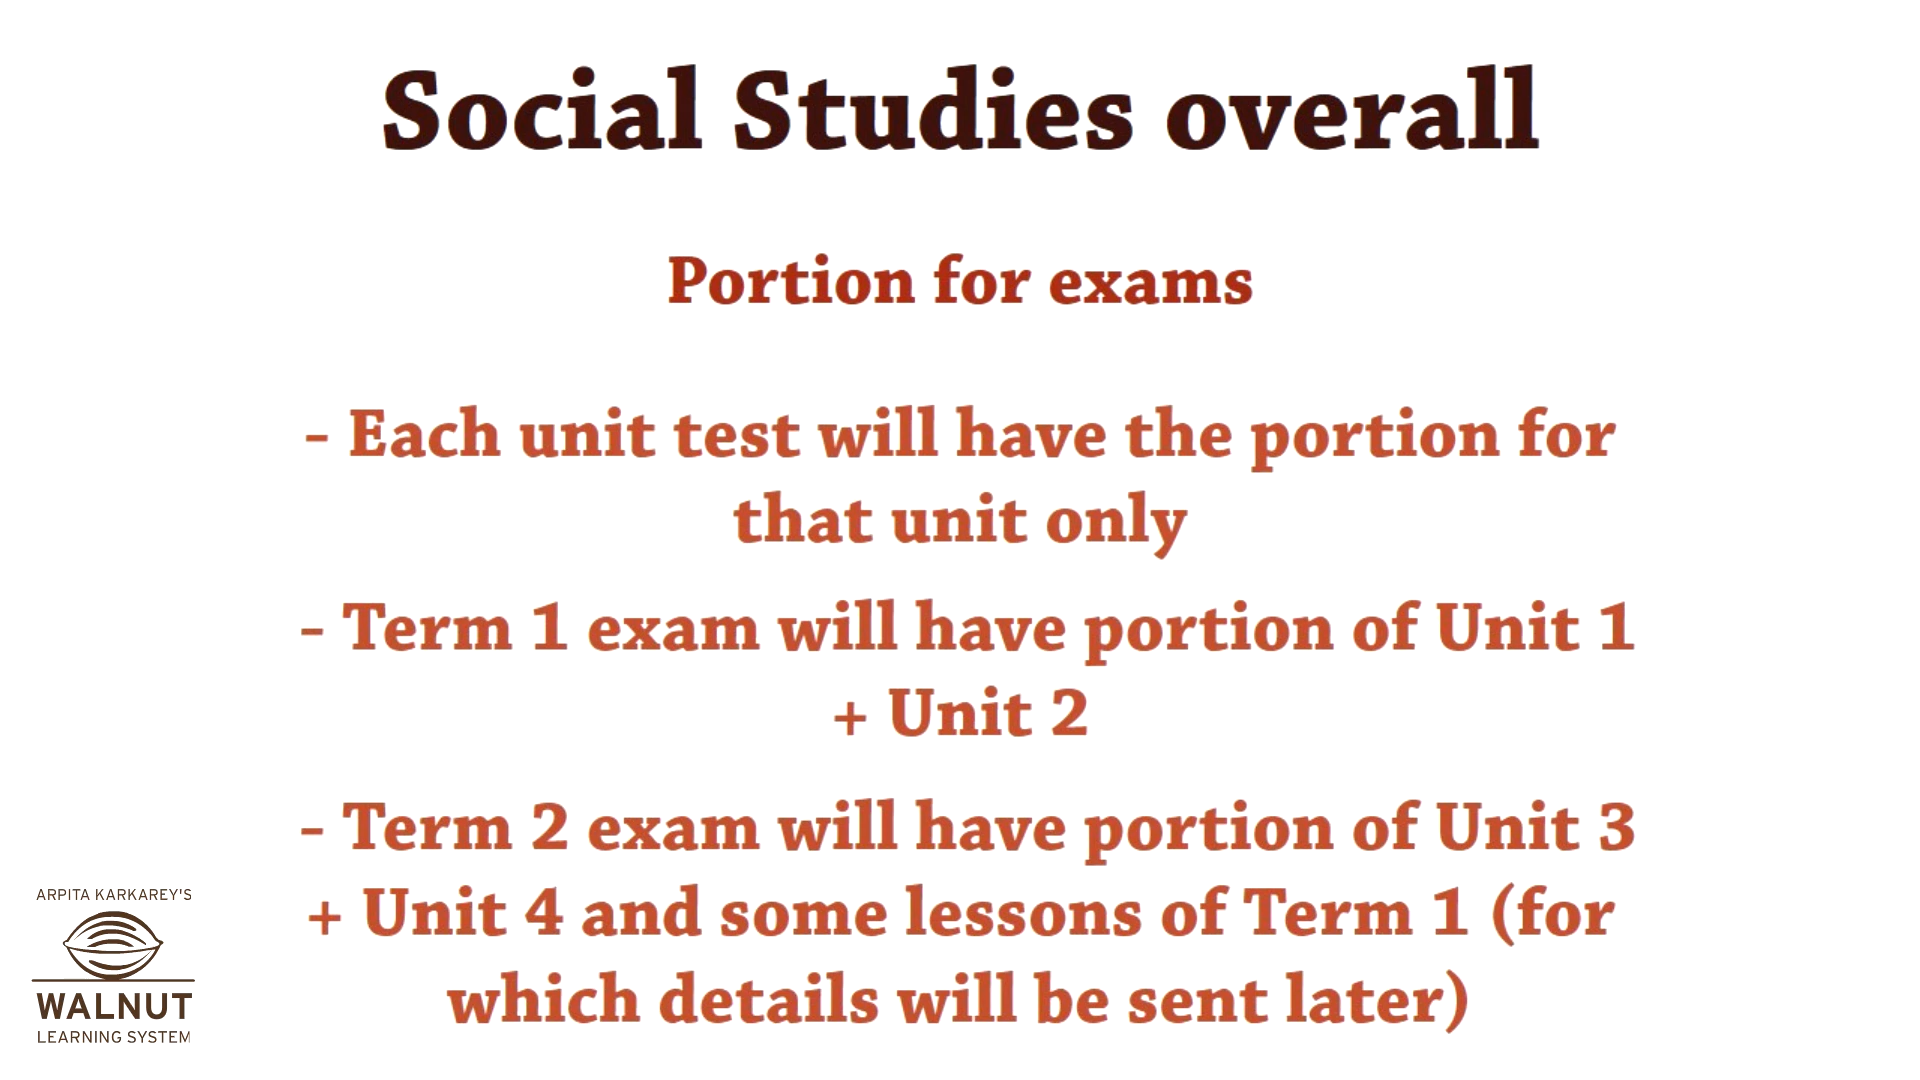 Social Studies overall
Portion for exams
- Each unit test will have the portion for
that unit only
- Term 1 exam will have portion of Unit 1
+ Unit 2
- Term 2 exam will have portion of Unit 3
+ Unit 4 and some lessons of Term 1 (for
which details will be sent later)
ARPITA KARKAREY'S
WALNUT
LEARNING SYSTEM